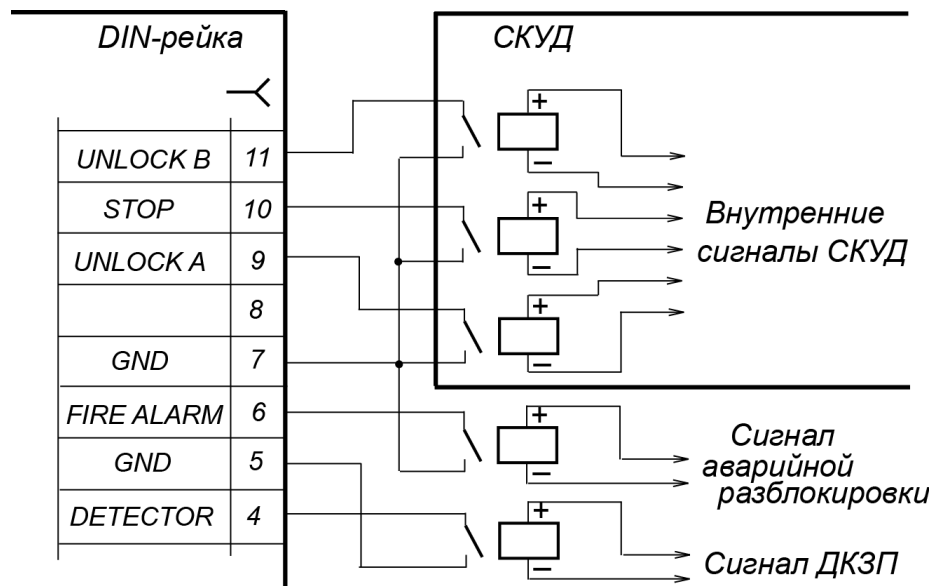 DIN-рейка
СКУД
UNLOCK B 11
STOP 10
UNLOCK A 9
8
GND 7
FIRE ALARM 6
GND 5
DETECTOR 4
+
−
+
−
+
−
Внутренние
сигналы СКУД
+
−
Сигнал
аварийной
разблокировки
+
−
Сигнал ДКЗП